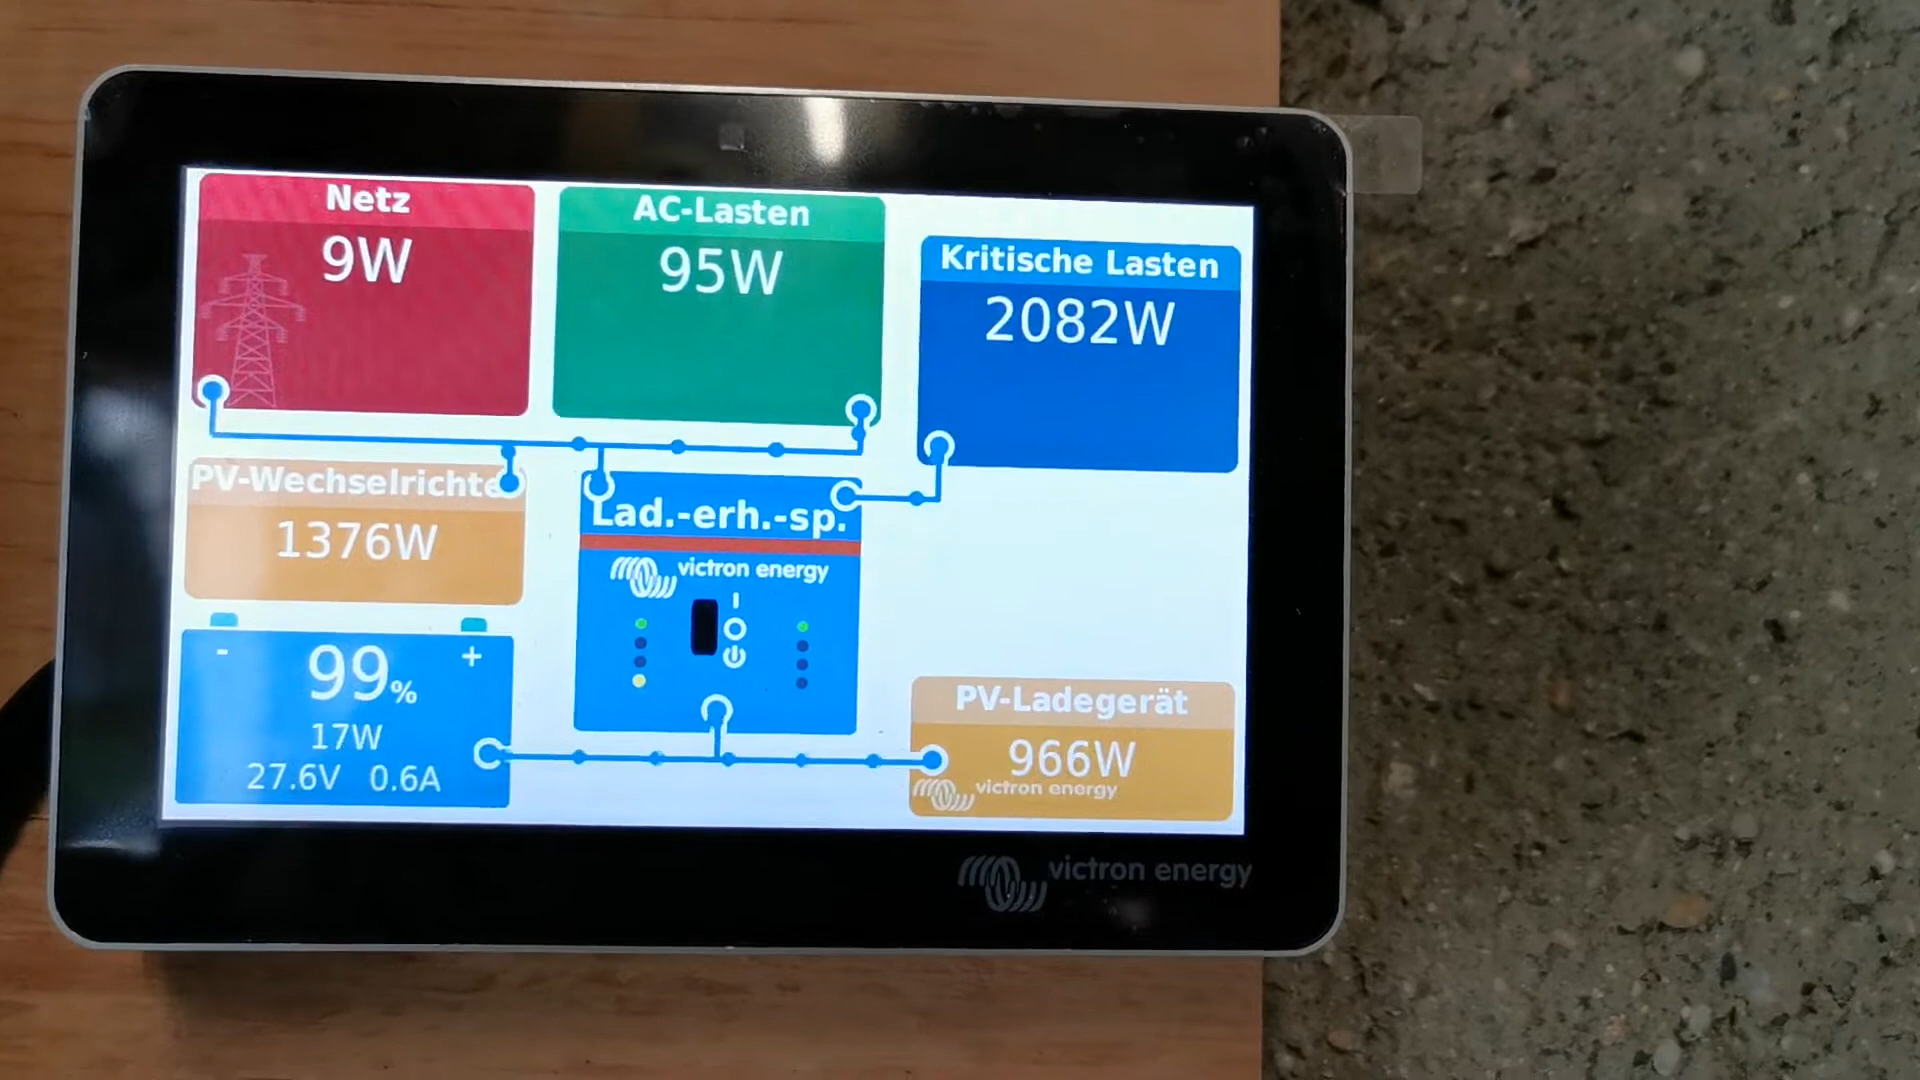 Netz
9W
AC-Lasten
95W
Kritische Lasten
2082W
PV-Wechselrichte
1376W
Lad.-erh.-sp.
victron energy
I
- +
99%
17W
27.6V 0.6A
PV-Ladegerät
966W
victron energy
victron energy